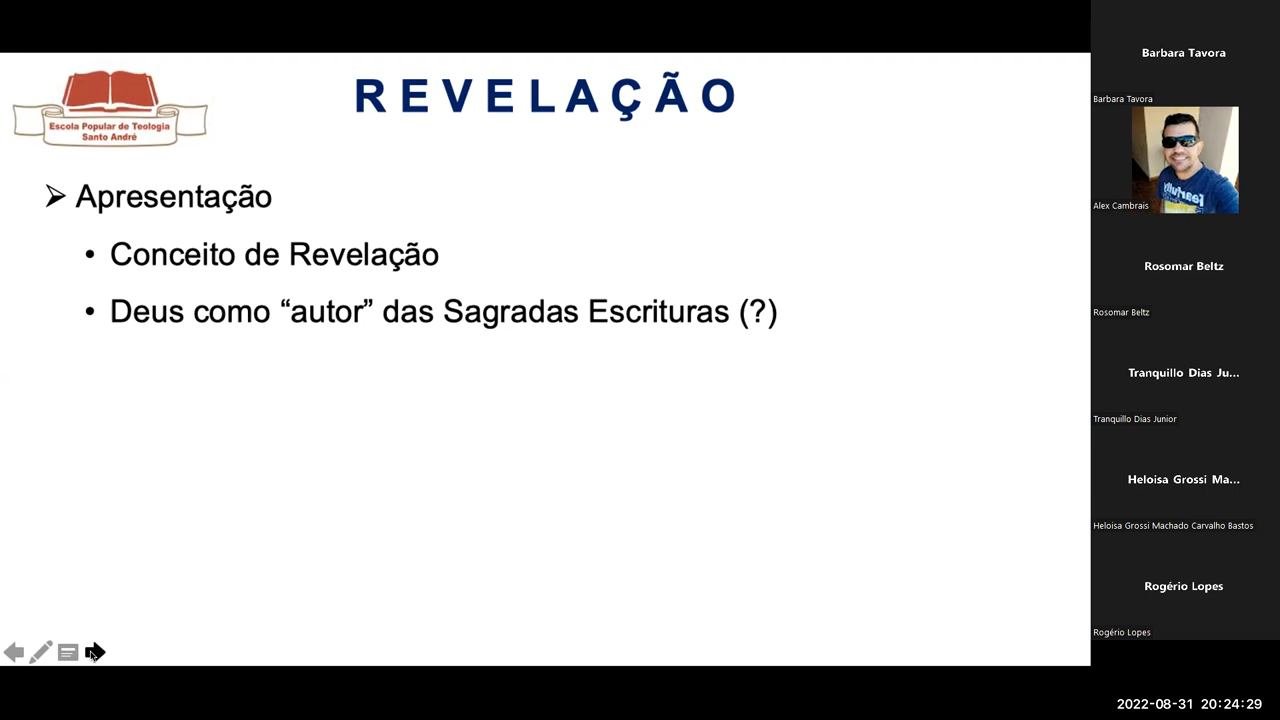 REVELAÇÃO
Escola Popular de Teologia
Santo André
➢ Apresentação
• Conceito de Revelação
• Deus como “autor” das Sagradas Escrituras (?)
Barbara Tavora
Barbara Tavora
Alex Cambrais
Rosomar Beltz
Rosomar Beltz
Tranquillo Dias Ju...
Tranquillo Dias Junior
Heloisa Grossi Ma...
Heloisa Grossi Machado Carvalho Bastos
Rogério Lopes
Rogério Lopes
2022-08-31 20:24:29